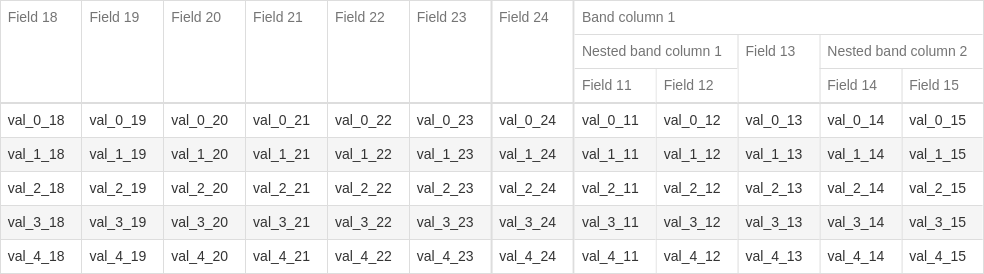 Field 18 Field 19 Field 20 Field 21 Field 22 Field 23 Field 24 Band column 1
Nested band column 1 Field 13 Nested band column 2
Field 11 Field 12 Field 14 Field 15
val_0_18 val_0_19 val_0_20 val_0_21 val_0_22 val_0_23 val_0_24 val_0_11 val_0_12 val_0_13 val_0_14 val_0_15
val_1_18 val_1_19 val_1_20 val_1_21 val_1_22 val_1_23 val_1_24 val_1_11 val_1_12 val_1_13 val_1_14 val_1_15
val_2_18 val_2_19 val_2_20 val_2_21 val_2_22 val_2_23 val_2_24 val_2_11 val_2_12 val_2_13 val_2_14 val_2_15
val_3_18 val_3_19 val_3_20 val_3_21 val_3_22 val_3_23 val_3_24 val_3_11 val_3_12 val_3_13 val_3_14 val_3_15
val_4_18 val_4_19 val_4_20 val_4_21 val_4_22 val_4_23 val_4_24 val_4_11 val_4_12 val_4_13 val_4_14 val_4_15